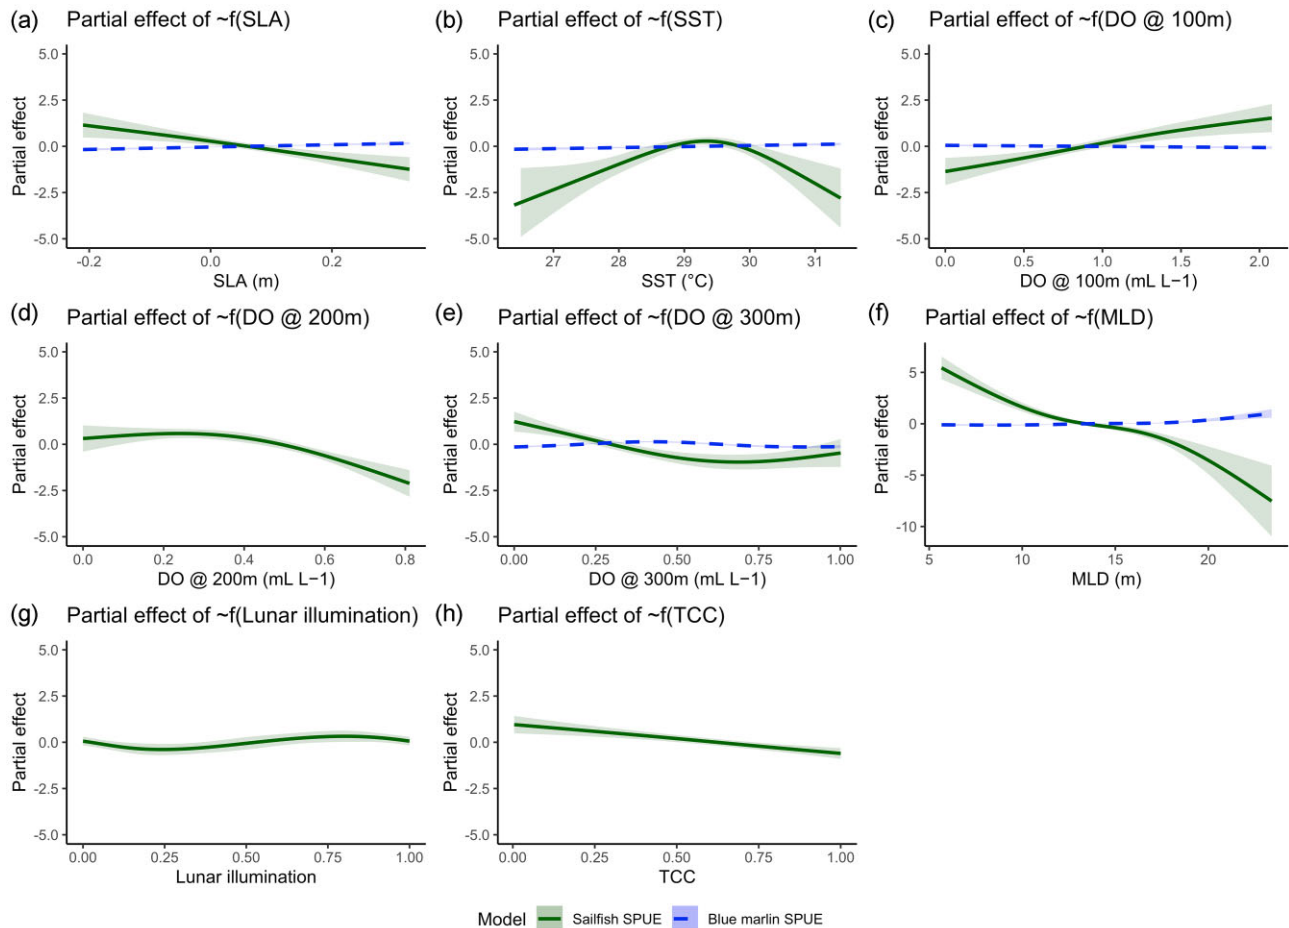 (a) Partial effect of ~f(SLA)
5.0
2.5
0.0
-2.5
-5.0
Partial effect
-0.2 0.0 0.2
SLA (m)
(b) Partial effect of ~f(SST)
5.0
2.5
0.0
-2.5
-5.0
Partial effect
27 28 29 30 31
SST (°C)
(c) Partial effect of ~f(DO @ 100m)
5.0
2.5
0.0
-2.5
-5.0
Partial effect
0.0 0.5 1.0 1.5 2.0
DO @ 100m (mL L−1)
(d) Partial effect of ~f(DO @ 200m)
5.0
2.5
0.0
-2.5
-5.0
Partial effect
0.0 0.2 0.4 0.6 0.8
DO @ 200m (mL L−1)
(e) Partial effect of ~f(DO @ 300m)
5.0
2.5
0.0
-2.5
-5.0
Partial effect
0.00 0.25 0.50 0.75 1.00
DO @ 300m (mL L−1)
(f) Partial effect of ~f(MLD)
5
0
-5
-10
Partial effect
5 10 15 20
MLD (m)
(g) Partial effect of ~f(Lunar illumination)
5.0
2.5
0.0
-2.5
-5.0
Partial effect
0.00 0.25 0.50 0.75 1.00
Lunar illumination
(h) Partial effect of ~f(TCC)
5.0
2.5
0.0
-2.5
-5.0
Partial effect
0.00 0.25 0.50 0.75 1.00
TCC
Model Sailfish SPUE Blue marlin SPUE